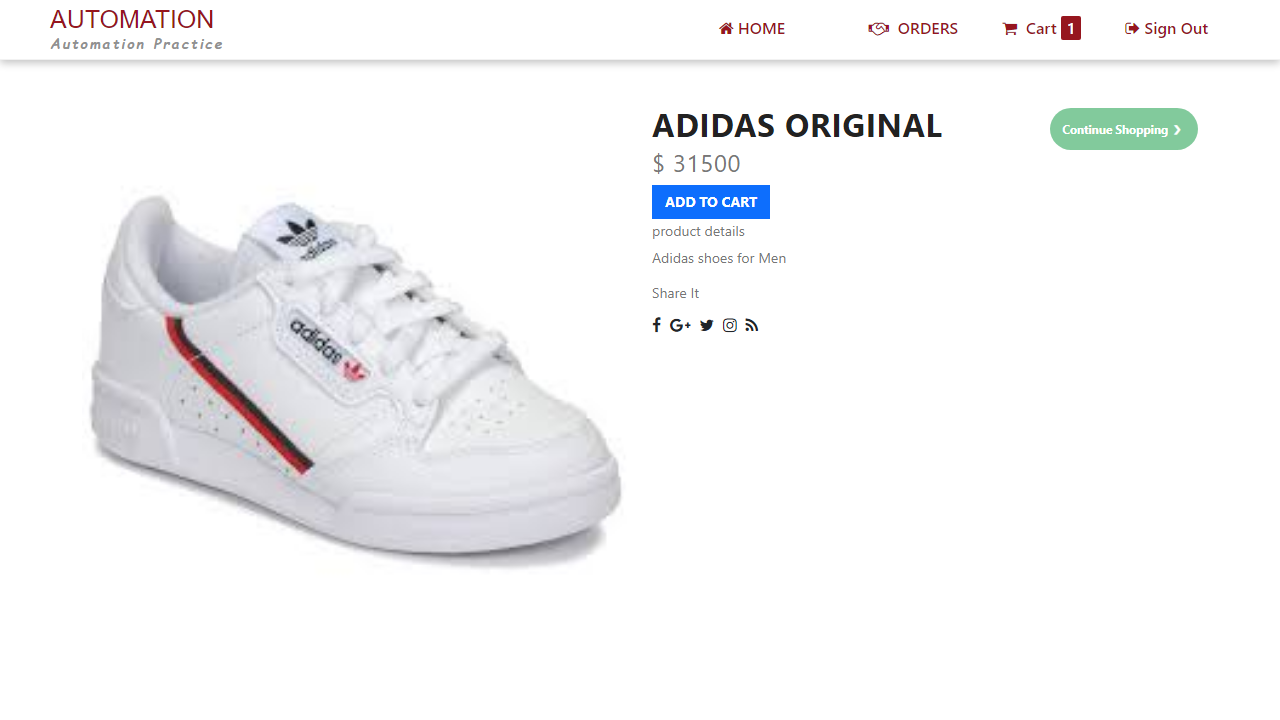 AUTOMATION
Automation Practice
HOME
ORDERS
Cart 1
Sign Out
adidas
adidas
ADIDAS ORIGINAL
Continue Shopping
$ 31500
ADD TO CART
product details
Adidas shoes for Men
Share It